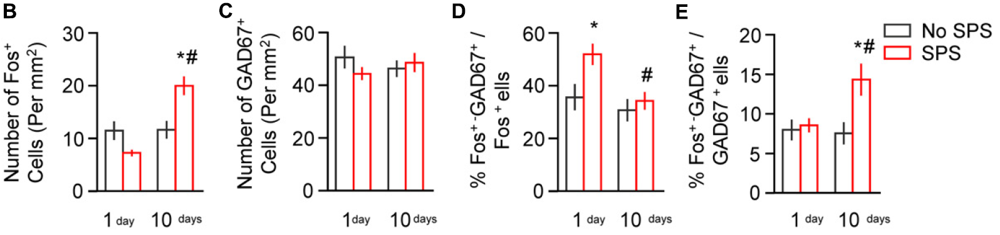 B
Number of Fos+
Cells (Per mm2)
30
20
10
0
*#
1 day
10 days
C
Number of GAD67+
Cells (Per mm2)
60
40
20
0
1day
10 days
D
% Fos+-GAD67+ /
Fos +ells
60
40
20
0
*
#
1 day
10 days
E
% Fos+-GAD67+ /
GAD67 +ells
20
15
10
5
0
*#
1 day
10 days
No SPS
SPS